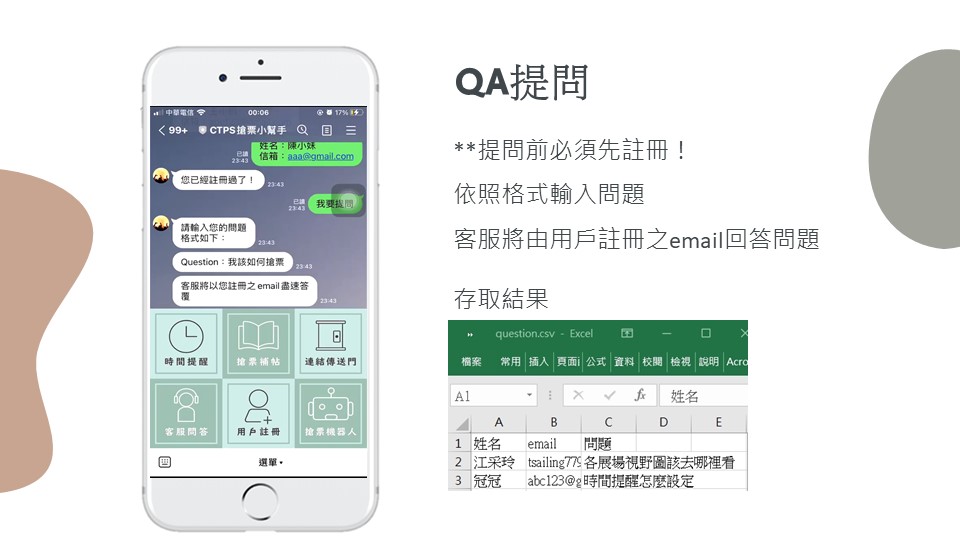 QA提問
**提問前必須先註冊！
依照格式輸入問題
客服將由用戶註冊之email回答問題
存取結果
中華電信 00:06 17%
99+ CTPS搶票小幫手
姓名：陳小妹
信箱：aaa@gmail.com
已讀
23:43
您已經註冊過了！
23:43
已讀
23:43
我要提問
請輸入您的問題
格式如下：
23:43
Question：我該如何搶票
23:43
客服將以您註冊之email盡速答
覆
23:43
時間提醒 搶票補帖 連結傳送門
客服問答 用戶註冊 搶票機器人
選單
question.csv - Excel
檔案 常用 插入 頁面 公式 資料 校閱 檢視 說明 Acro
A1 fx 姓名
A B C D E
1 姓名 email 問題
2 江采玲 tsailing779 各展場視野圖該去哪裡看
3 冠冠 abc123@g 時間提醒怎麼設定